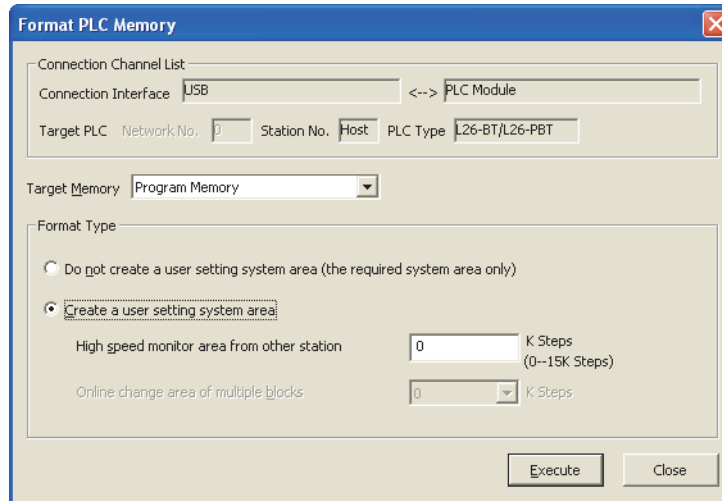 Format PLC Memory
Connection Channel List
Connection Interface USB <--> PLC Module
Target PLC Network No. 0 Station No. Host PLC Type L26-BT/L26-PBT
Target Memory Program Memory
Format Type
Do not create a user setting system area (the required system area only)
Create a user setting system area
High speed monitor area from other station 0 K Steps
(0--15K Steps)
Online change area of multiple blocks 0 K Steps
Execute Close